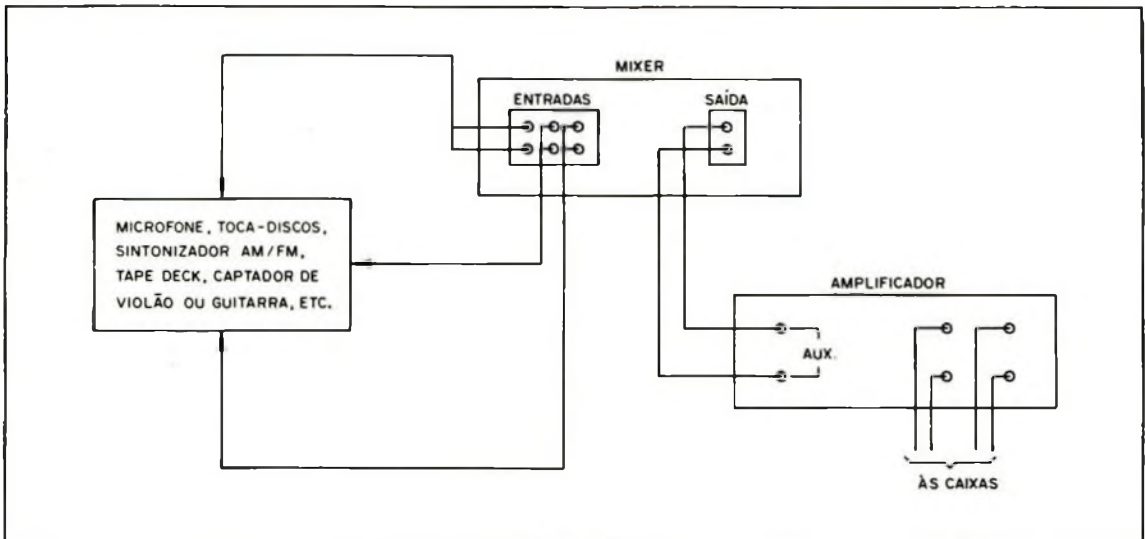 MIXER
ENTRADAS
SAÍDA
MICROFONE, TOCA-DISCOS,
SINTONIZADOR AM/FM,
TAPE DECK, CAPTADOR DE
VIOLÃO OU GUITARRA, ETC.
AMPLIFICADOR
AUX.
ÀS CAIXAS